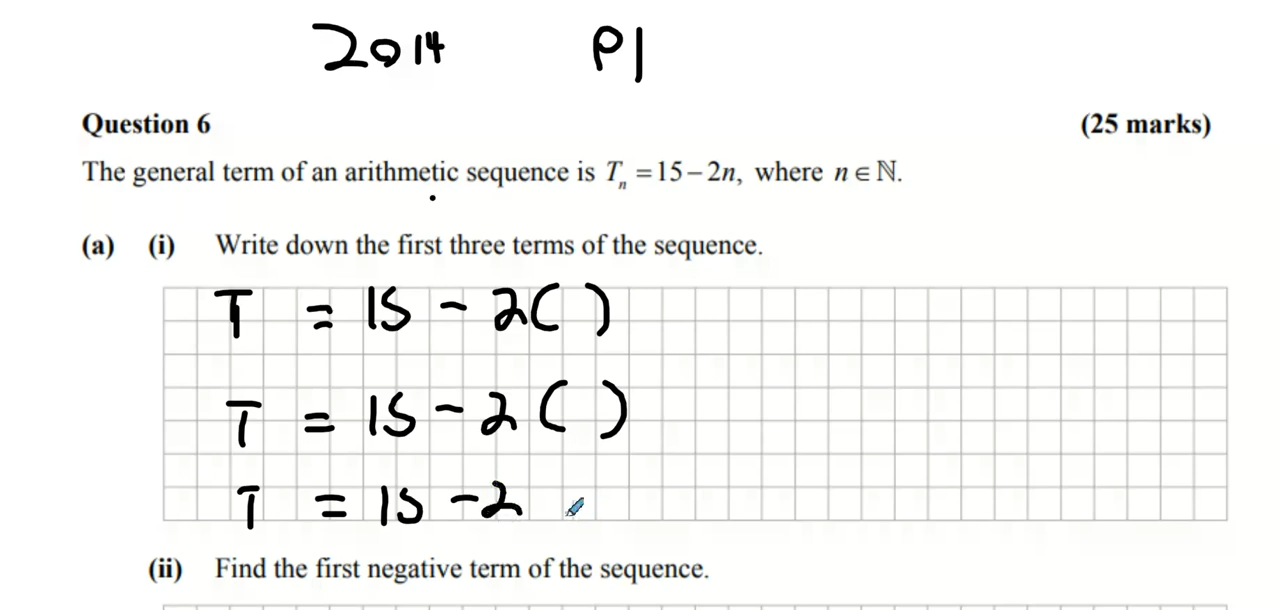 2014 P1
Question 6 (25 marks)
The general term of an arithmetic sequence is Tₙ = 15 – 2n, where n ∈ ℕ.
(a) (i) Write down the first three terms of the sequence.
T = 15 - 2( )
T = 15 - 2( )
T = 15 - 2
(ii) Find the first negative term of the sequence.